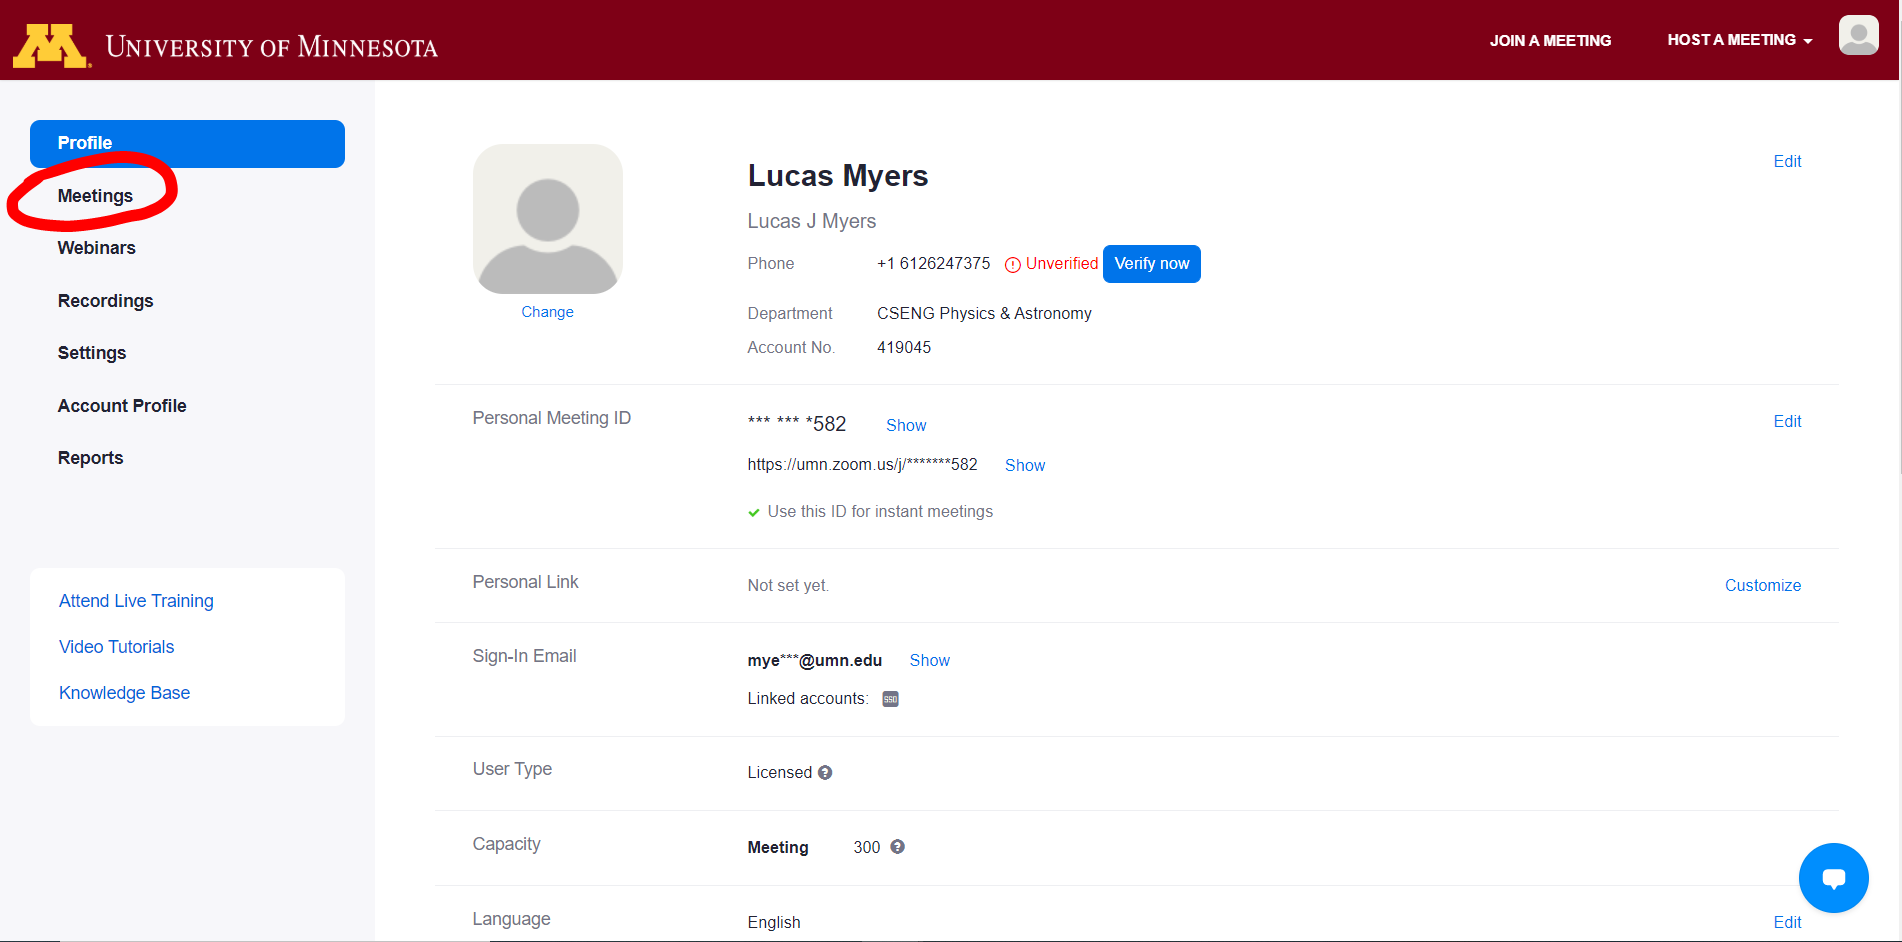 UNIVERSITY OF MINNESOTA
JOIN A MEETING
HOST A MEETING
Profile
Meetings
Webinars
Recordings
Settings
Account Profile
Reports
Attend Live Training
Video Tutorials
Knowledge Base
Change
Lucas Myers
Edit
Lucas J Myers
Phone +1 6126247375 Unverified Verify now
Department CSENG Physics & Astronomy
Account No. 419045
Personal Meeting ID *** *** *582 Show Edit
https://umn.zoom.us/j/*******582 Show
Use this ID for instant meetings
Personal Link Not set yet. Customize
Sign-In Email mye***@umn.edu Show
Linked accounts: SSO
User Type Licensed
Capacity Meeting 300
Language English Edit